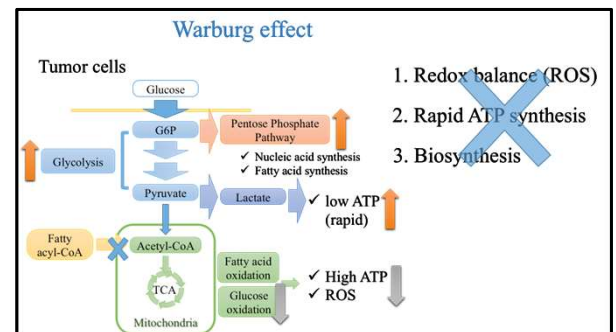 Warburg effect
Tumor cells
Glucose
G6P
Pentose Phosphate
Pathway
✓ Nucleic acid synthesis
✓ Fatty acid synthesis
Glycolysis
Pyruvate
Lactate
✓ low ATP
(rapid)
Fatty
acyl-CoA
Acetyl-CoA
TCA
Mitochondria
Fatty acid
oxidation
Glucose
oxidation
✓ High ATP
✓ ROS
1. Redox balance (ROS)
2. Rapid ATP synthesis
3. Biosynthesis